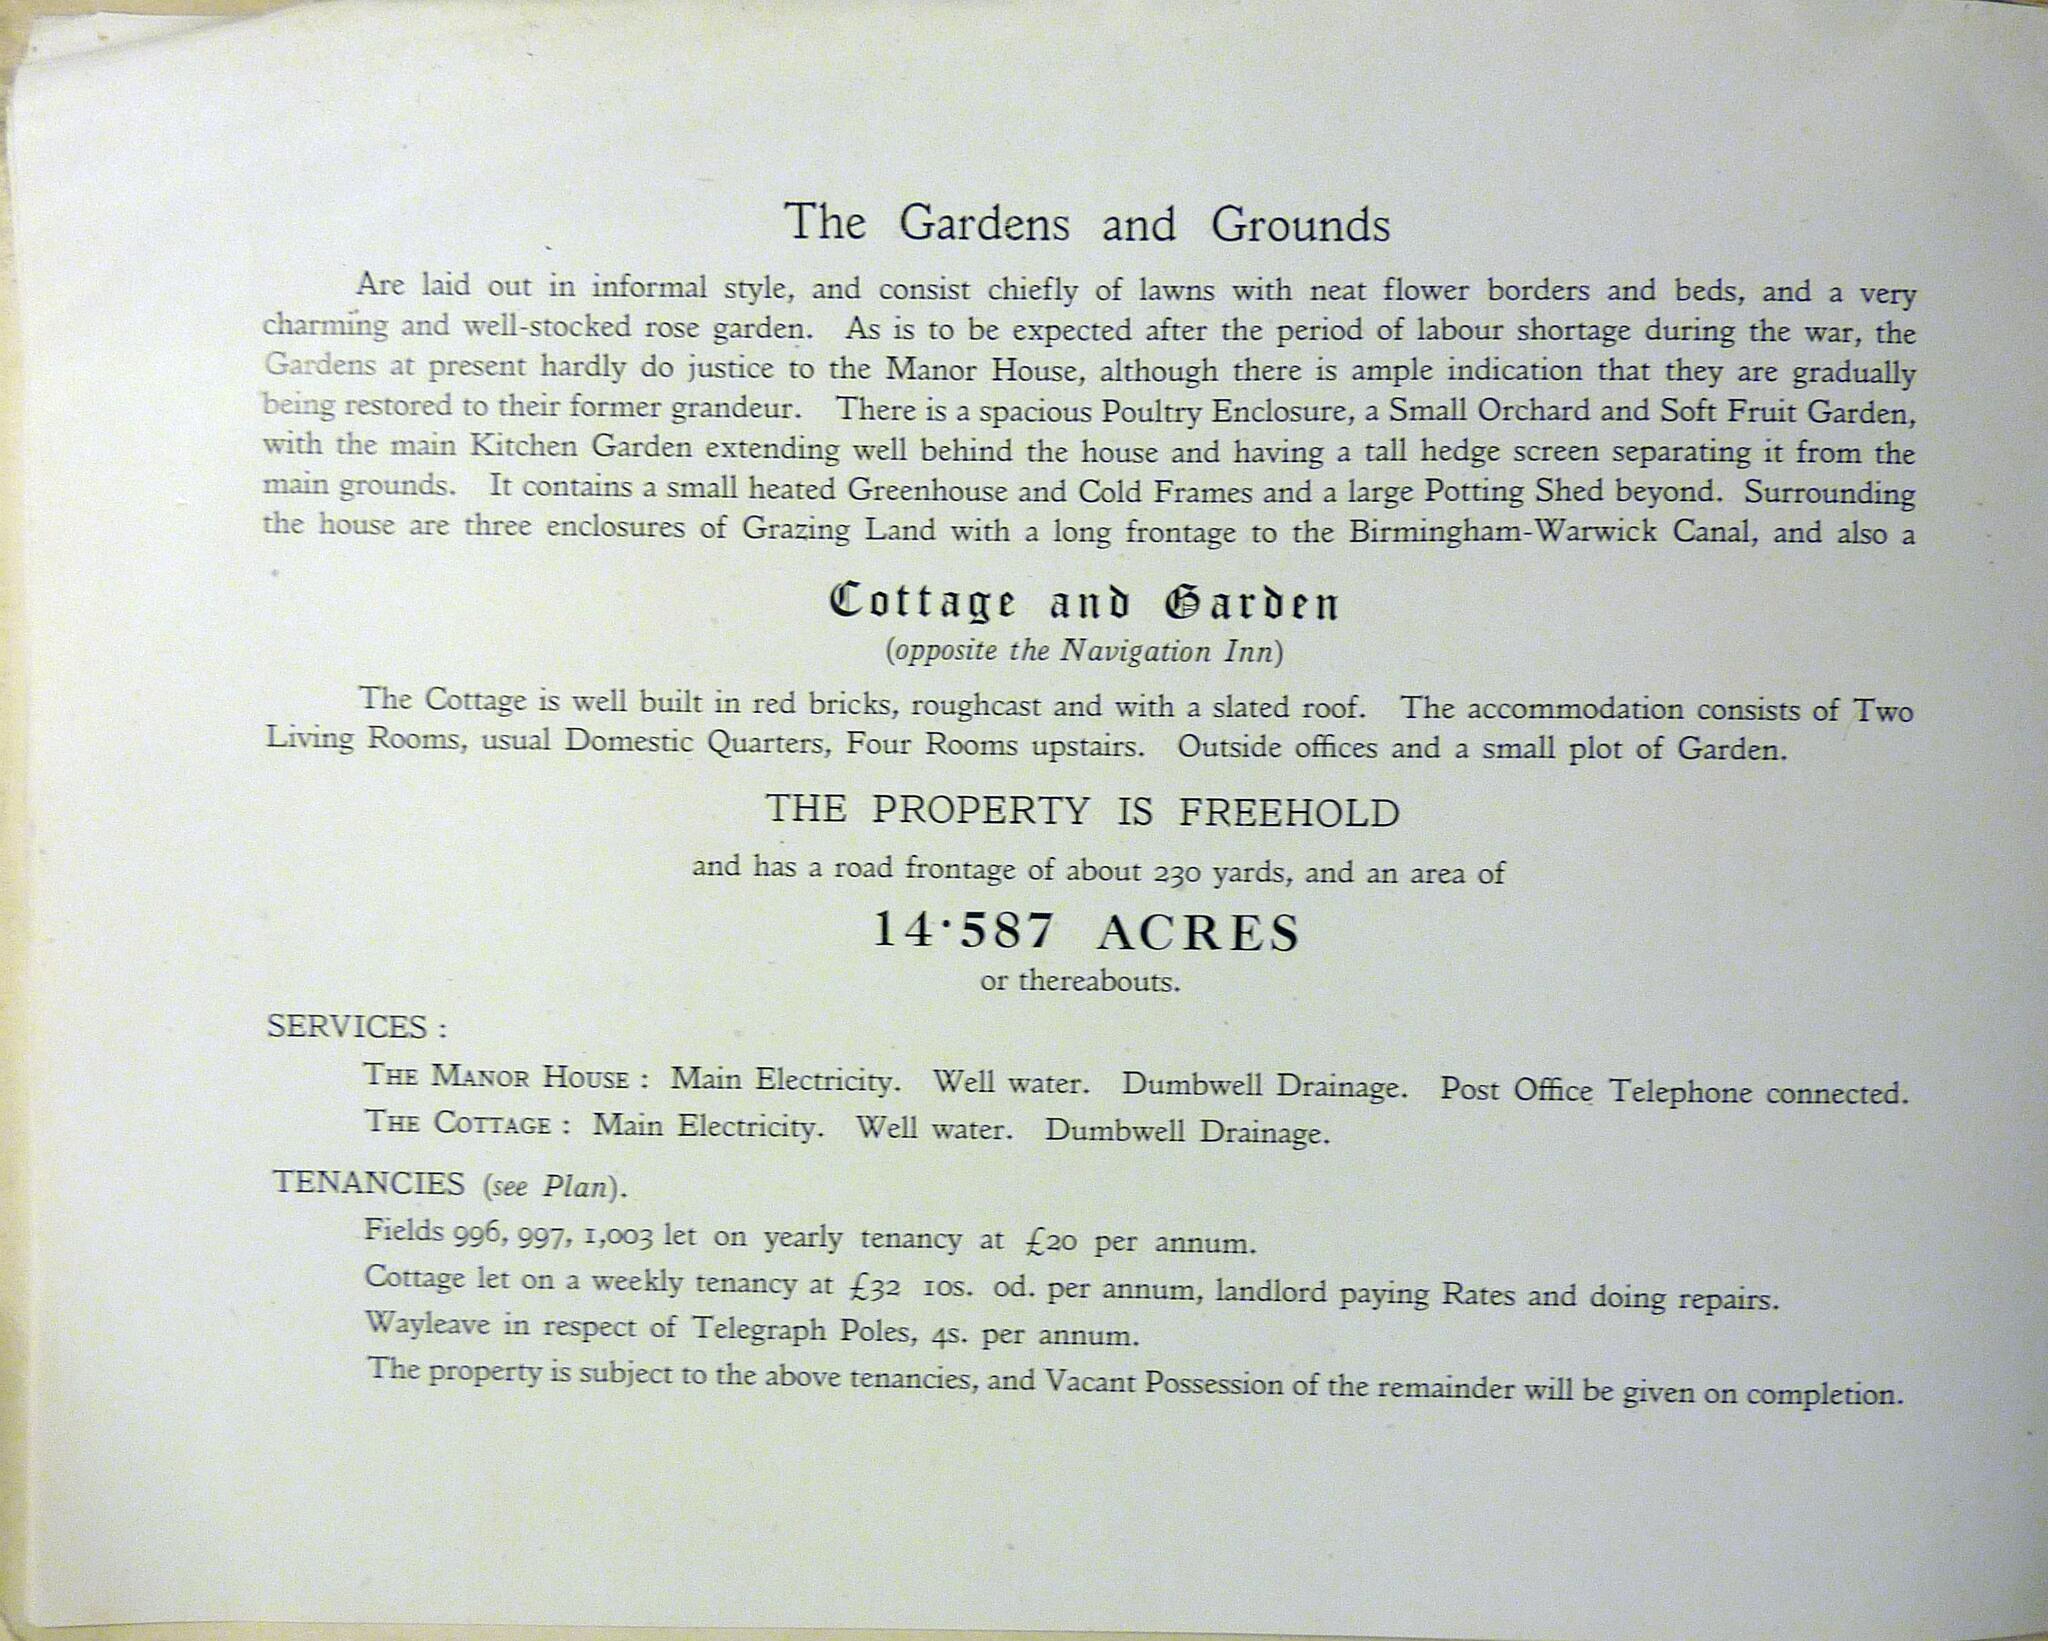 The Gardens and Grounds
Are laid out in informal style, and consist chiefly of lawns with neat flower borders and beds, and a very
charming and well-stocked rose garden. As is to be expected after the period of labour shortage during the war, the
Gardens at present hardly do justice to the Manor House, although there is ample indication that they are gradually
being restored to their former grandeur. There is a spacious Poultry Enclosure, a Small Orchard and Soft Fruit Garden,
with the main Kitchen Garden extending well behind the house and having a tall hedge screen separating it from the
main grounds. It contains a small heated Greenhouse and Cold Frames and a large Potting Shed beyond. Surrounding
the house are three enclosures of Grazing Land with a long frontage to the Birmingham-Warwick Canal, and also a
Cottage and Garden
(opposite the Navigation Inn)
The Cottage is well built in red bricks, roughcast and with a slated roof. The accommodation consists of Two
Living Rooms, usual Domestic Quarters, Four Rooms upstairs. Outside offices and a small plot of Garden.
THE PROPERTY IS FREEHOLD
and has a road frontage of about 230 yards, and an area of
14·587 ACRES
or thereabouts.
SERVICES :
THE MANOR HOUSE : Main Electricity. Well water. Dumbwell Drainage. Post Office Telephone connected.
THE COTTAGE : Main Electricity. Well water. Dumbwell Drainage.
TENANCIES (see Plan).
Fields 996, 997, 1,003 let on yearly tenancy at £20 per annum.
Cottage let on a weekly tenancy at £32 10s. 0d. per annum, landlord paying Rates and doing repairs.
Wayleave in respect of Telegraph Poles, 4s. per annum.
The property is subject to the above tenancies, and Vacant Possession of the remainder will be given on completion.